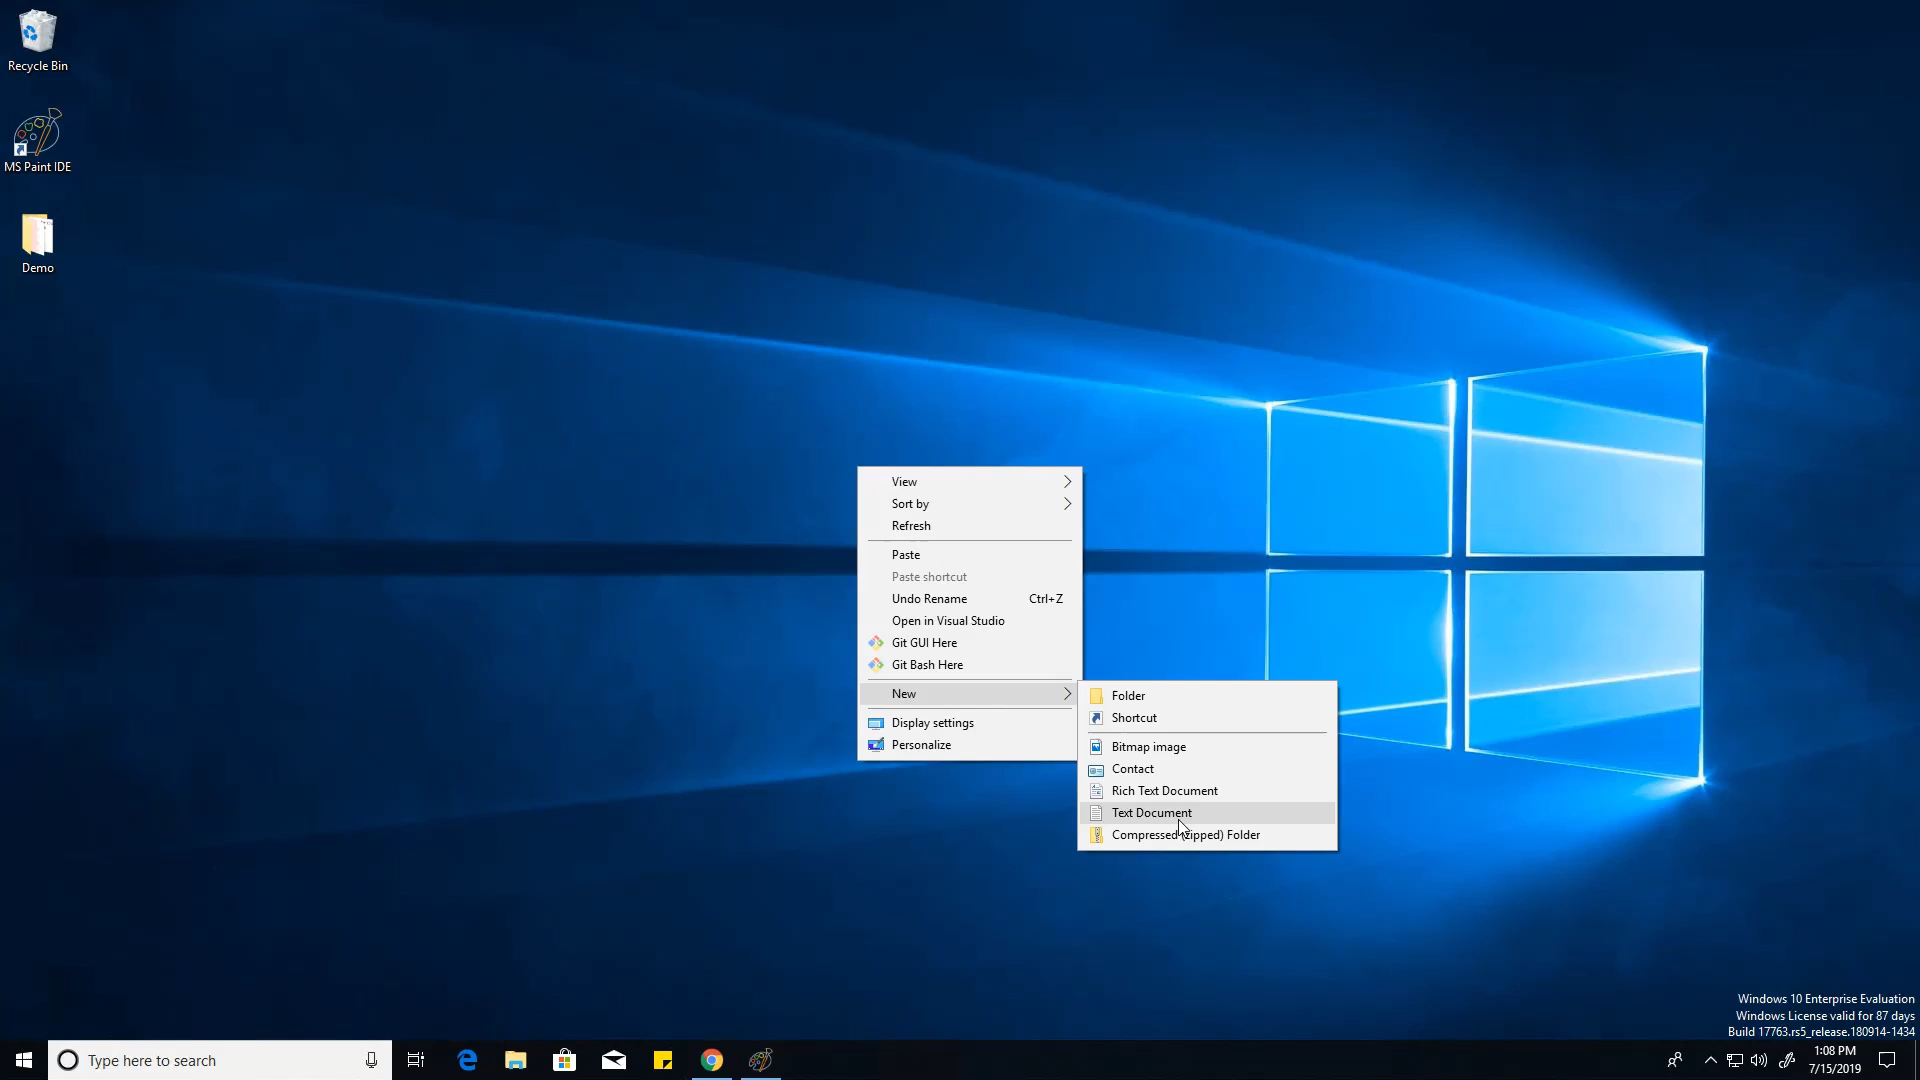 Recycle Bin
MS Paint IDE
Demo
View
Sort by
Refresh
Paste
Paste shortcut
Undo Rename Ctrl+Z
Open in Visual Studio
Git GUI Here
Git Bash Here
New
Display settings
Personalize
Folder
Shortcut
Bitmap image
Contact
Rich Text Document
Text Document
Compressed (zipped) Folder
Windows 10 Enterprise Evaluation
Windows License valid for 87 days
Build 17763.rs5_release.180914-1434
Type here to search
1:08 PM
7/15/2019